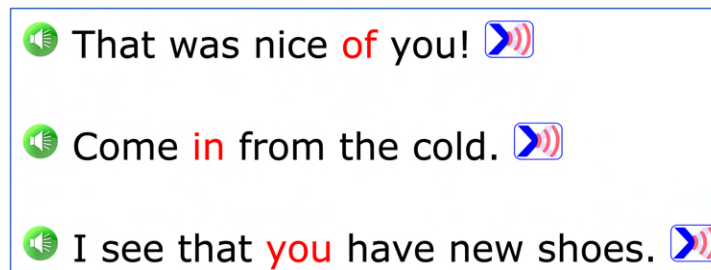 That was nice of you!
Come in from the cold.
I see that you have new shoes.